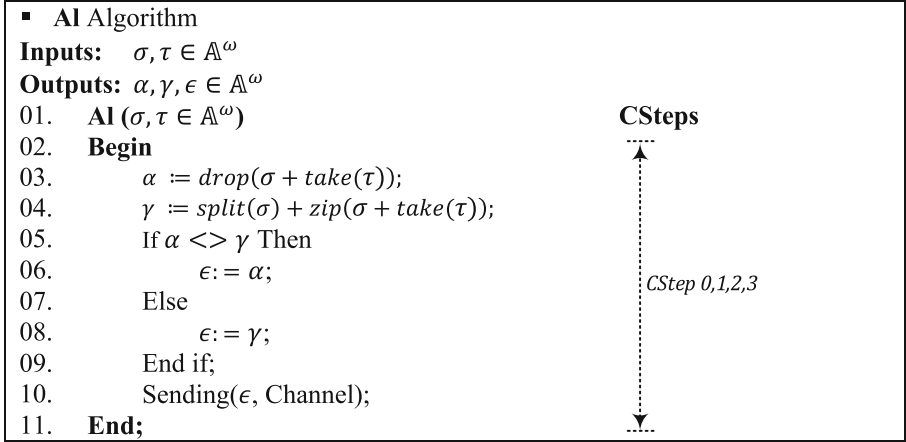 ▪ Al Algorithm
Inputs: σ, τ ∈ 𝔸^ω
Outputs: α, γ, ϵ ∈ 𝔸^ω
01. Al (σ, τ ∈ 𝔸^ω) CSteps
02. Begin
03. α ≔ drop(σ + take(τ));
04. γ ≔ split(σ) + zip(σ + take(τ));
05. If α <> γ Then
06. ϵ: = α;
CStep 0,1,2,3
07. Else
08. ϵ: = γ;
09. End if;
10. Sending(ϵ, Channel);
11. End;